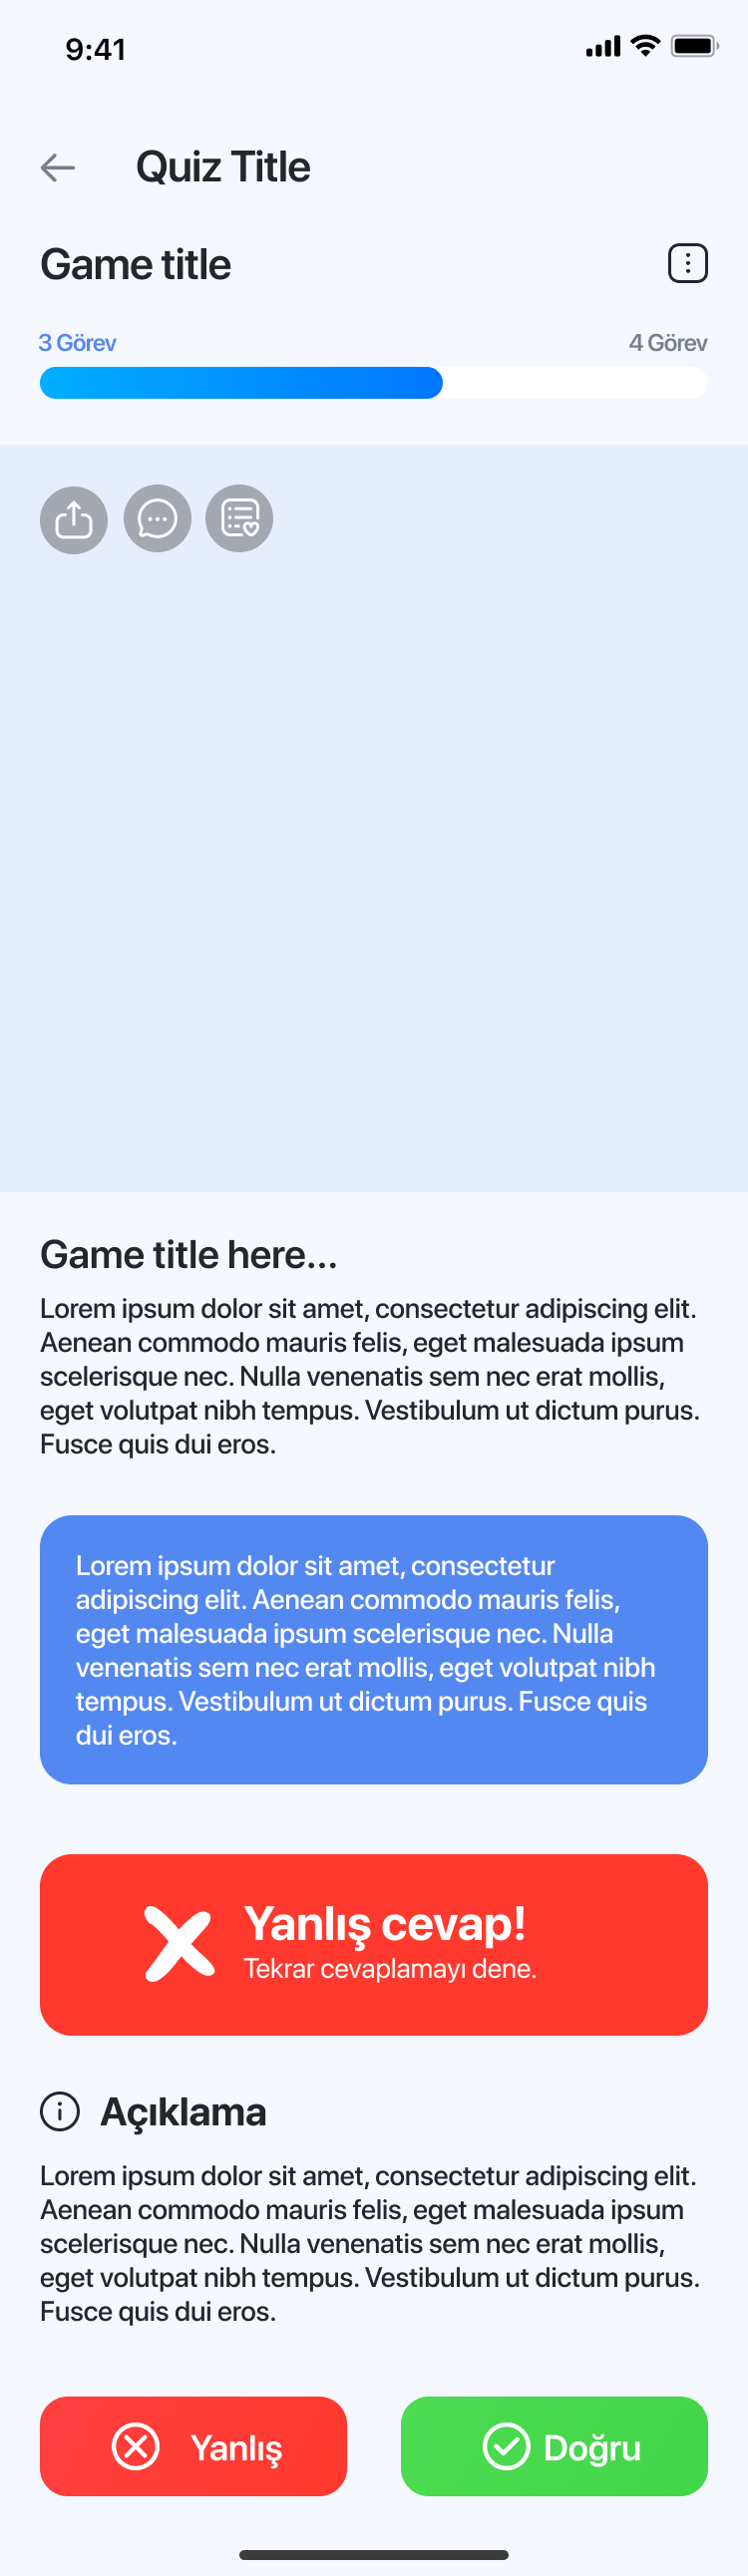 9:41
Quiz Title
Game title
3 Görev
4 Görev
Game title here...
Lorem ipsum dolor sit amet, consectetur adipiscing elit.
Aenean commodo mauris felis, eget malesuada ipsum
scelerisque nec. Nulla venenatis sem nec erat mollis,
eget volutpat nibh tempus. Vestibulum ut dictum purus.
Fusce quis dui eros.
Lorem ipsum dolor sit amet, consectetur
adipiscing elit. Aenean commodo mauris felis,
eget malesuada ipsum scelerisque nec. Nulla
venenatis sem nec erat mollis, eget volutpat nibh
tempus. Vestibulum ut dictum purus. Fusce quis
dui eros.
Yanlış cevap!
Tekrar cevaplamayı dene.
Açıklama
Lorem ipsum dolor sit amet, consectetur adipiscing elit.
Aenean commodo mauris felis, eget malesuada ipsum
scelerisque nec. Nulla venenatis sem nec erat mollis,
eget volutpat nibh tempus. Vestibulum ut dictum purus.
Fusce quis dui eros.
Yanlış
Doğru